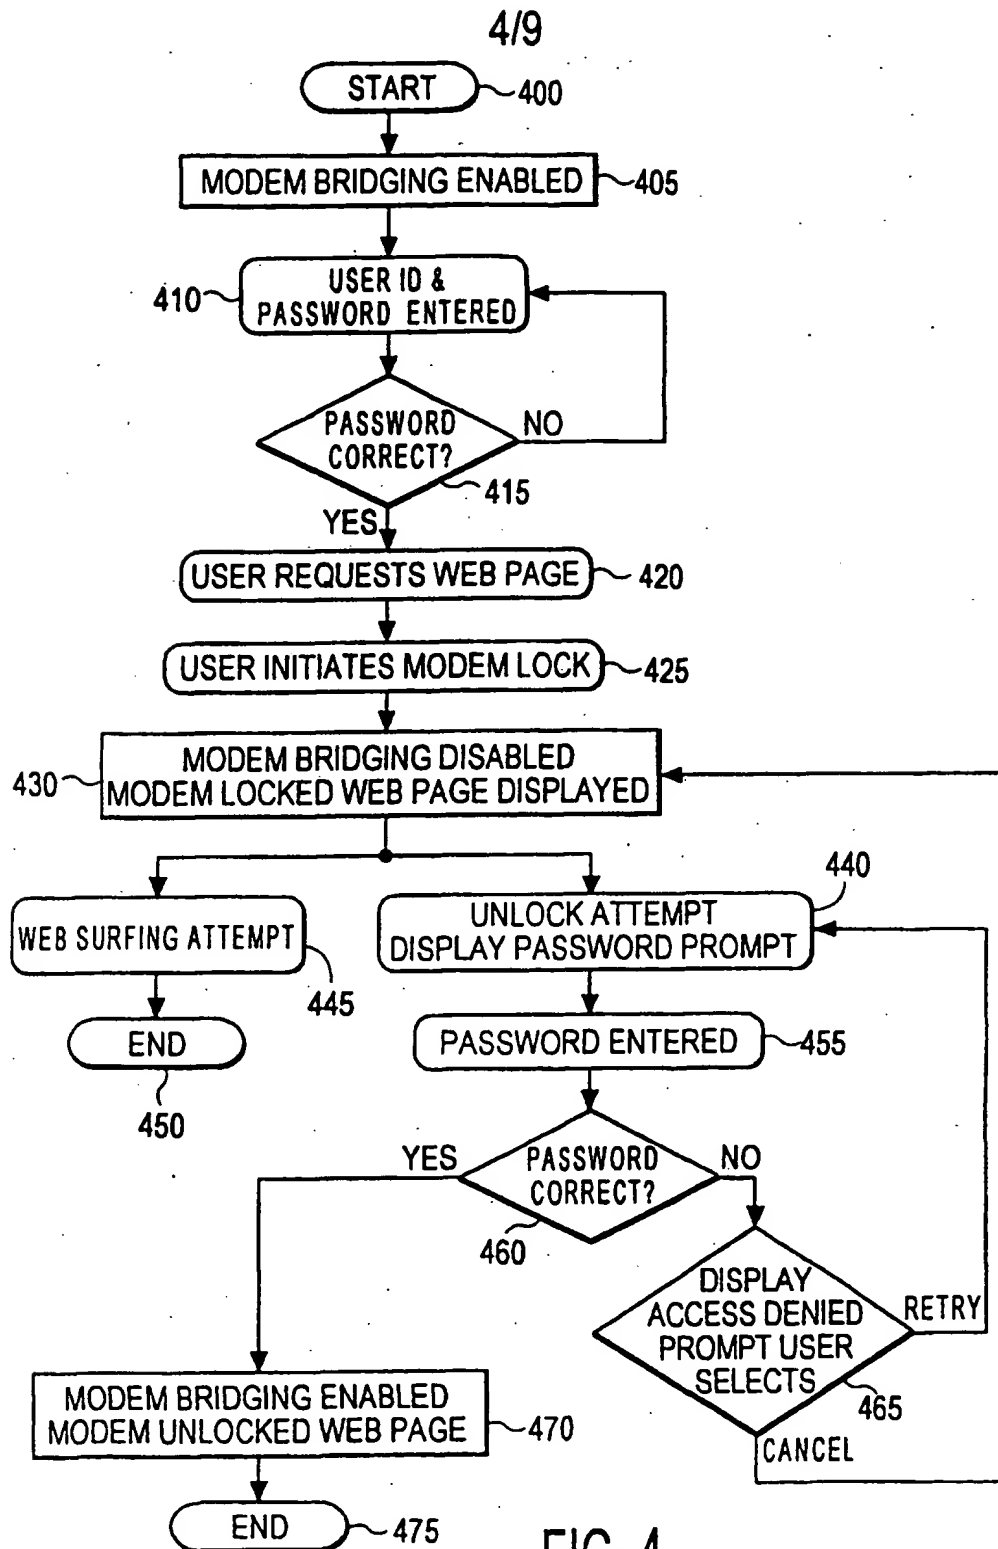 4/9
START
400
MODEM BRIDGING ENABLED
405
USER ID &
PASSWORD ENTERED
410
PASSWORD
CORRECT?
NO
415
YES
USER REQUESTS WEB PAGE
420
USER INITIATES MODEM LOCK
425
MODEM BRIDGING DISABLED
MODEM LOCKED WEB PAGE DISPLAYED
430
WEB SURFING ATTEMPT
445
END
450
440
UNLOCK ATTEMPT
DISPLAY PASSWORD PROMPT
PASSWORD ENTERED
455
YES
PASSWORD
CORRECT?
NO
460
DISPLAY
ACCESS DENIED
PROMPT USER
SELECTS
RETRY
465
CANCEL
MODEM BRIDGING ENABLED
MODEM UNLOCKED WEB PAGE
470
END
475
FIG. 4